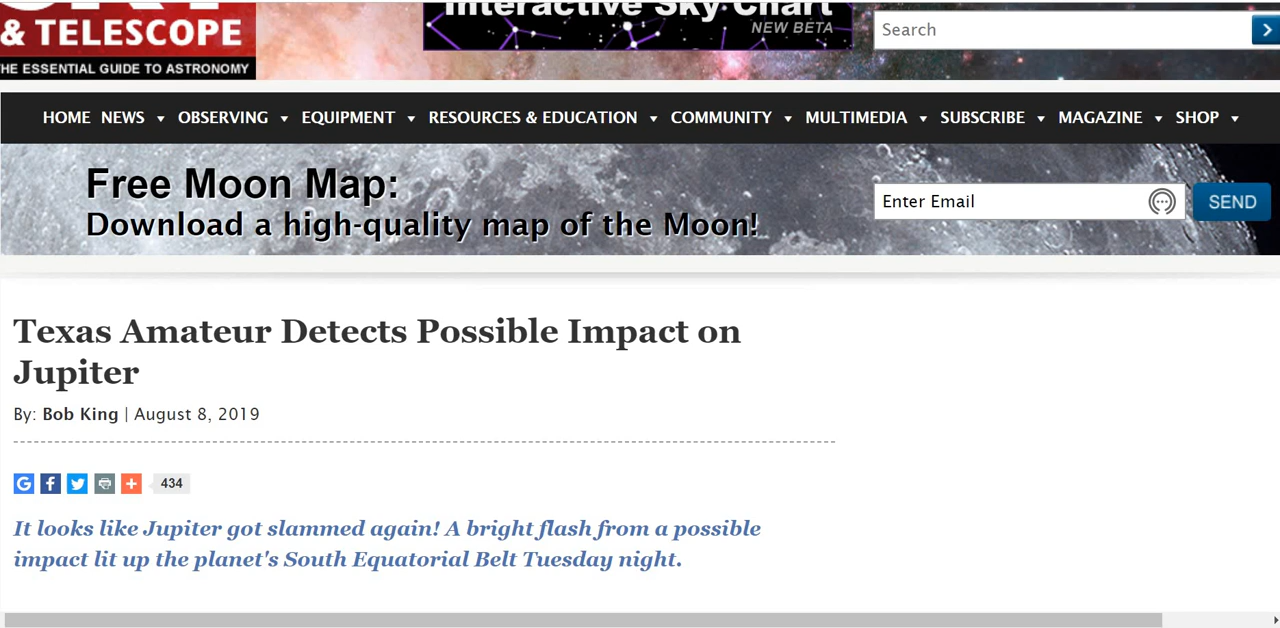 Interactive Sky Chart
NEW BETA
& TELESCOPE
THE ESSENTIAL GUIDE TO ASTRONOMY
Search
HOME NEWS OBSERVING EQUIPMENT RESOURCES & EDUCATION COMMUNITY MULTIMEDIA SUBSCRIBE MAGAZINE SHOP
Free Moon Map:
Download a high-quality map of the Moon!
Enter Email
SEND
Texas Amateur Detects Possible Impact on
Jupiter
By: Bob King | August 8, 2019
434
It looks like Jupiter got slammed again! A bright flash from a possible
impact lit up the planet's South Equatorial Belt Tuesday night.